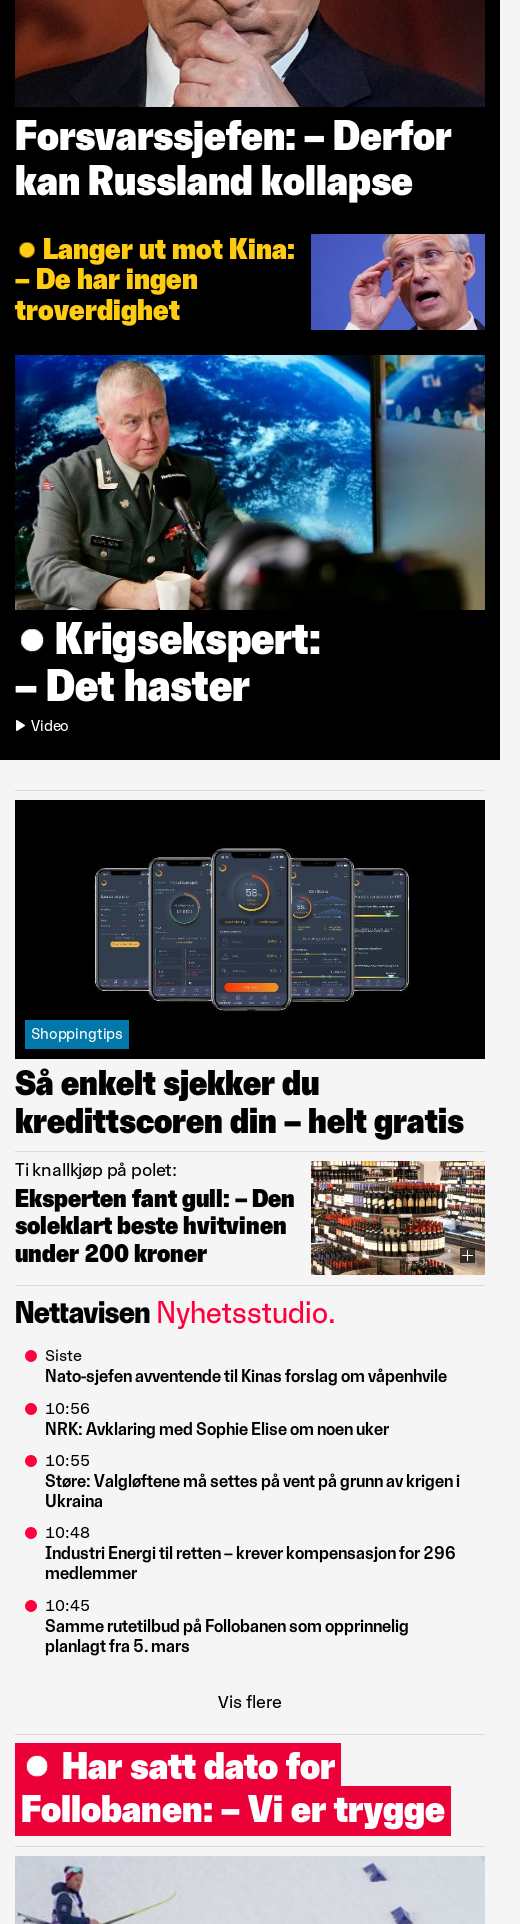 Forsvarssjefen: – Derfor
kan Russland kollapse
Langer ut mot Kina:
– De har ingen
troverdighet
Krigsekspert:
– Det haster
Video
Shoppingtips
Så enkelt sjekker du
kredittscoren din – helt gratis
Ti knallkjøp på polet:
Eksperten fant gull: – Den
soleklart beste hvitvinen
under 200 kroner
Nettavisen Nyhetsstudio.
Siste
Nato-sjefen avventende til Kinas forslag om våpenhvile
10:56
NRK: Avklaring med Sophie Elise om noen uker
10:55
Støre: Valgløftene må settes på vent på grunn av krigen i
Ukraina
10:48
Industri Energi til retten – krever kompensasjon for 296
medlemmer
10:45
Samme rutetilbud på Follobanen som opprinnelig
planlagt fra 5. mars
Vis flere
Har satt dato for
Follobanen: – Vi er trygge